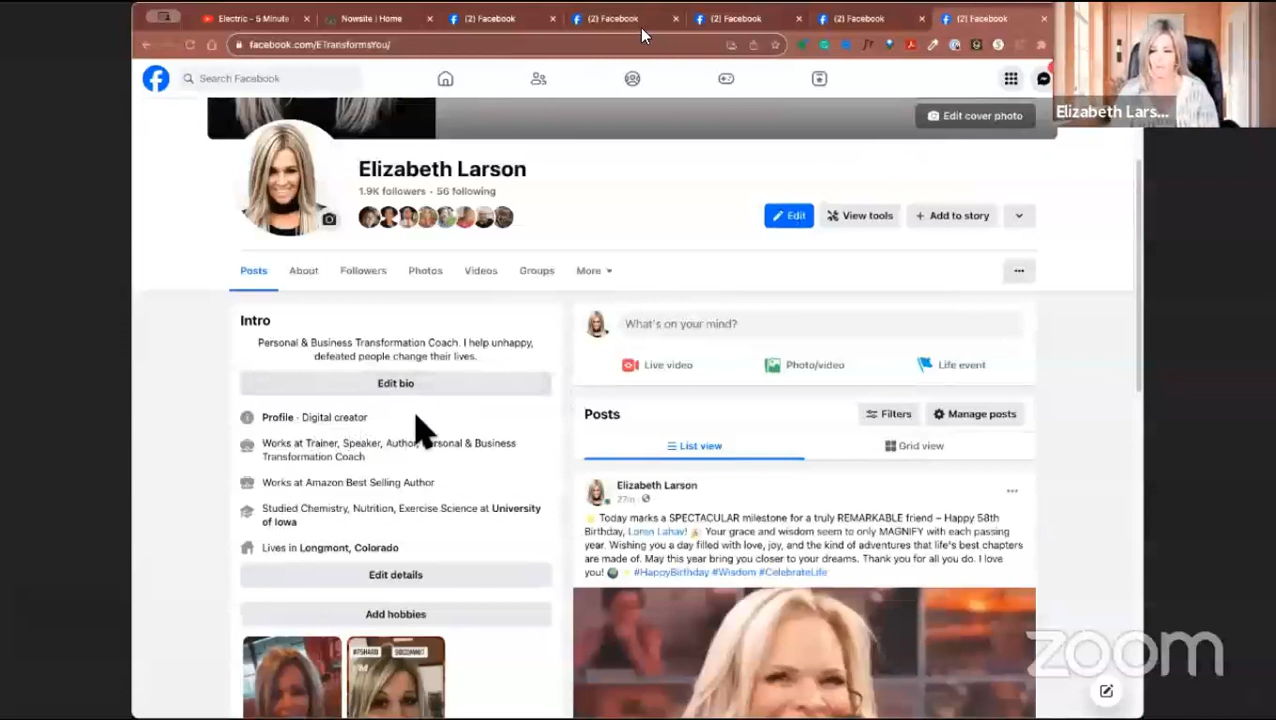 Electric - 5 Minute
Nowsite | Home
(2) Facebook
(2) Facebook
(2) Facebook
(2) Facebook
(2) Facebook
facebook.com/ETransformsYou/
Search Facebook
Elizabeth Lars...
Edit cover photo
Elizabeth Larson
1.9K followers • 56 following
Edit
View tools
+ Add to story
Posts
About
Followers
Photos
Videos
Groups
More
Intro
Personal & Business Transformation Coach. I help unhappy,
defeated people change their lives.
Edit bio
Profile · Digital creator
Works at Trainer, Speaker, Author, Personal & Business
Transformation Coach
Works at Amazon Best Selling Author
Studied Chemistry, Nutrition, Exercise Science at University
of Iowa
Lives in Longmont, Colorado
Edit details
Add hobbies
#75HARD
What's on your mind?
Live video
Photo/video
Life event
Posts
Filters
Manage posts
List view
Grid view
Elizabeth Larson
27m
Today marks a SPECTACULAR milestone for a truly REMARKABLE friend – Happy 58th
Birthday, Loren Lahav! Your grace and wisdom seem to only MAGNIFY with each passing
year. Wishing you a day filled with love, joy, and the kind of adventures that life's best chapters
are made of. May this year bring you closer to your dreams. Thank you for all you do. I love
you! #HappyBirthday #Wisdom #CelebrateLife
zoom